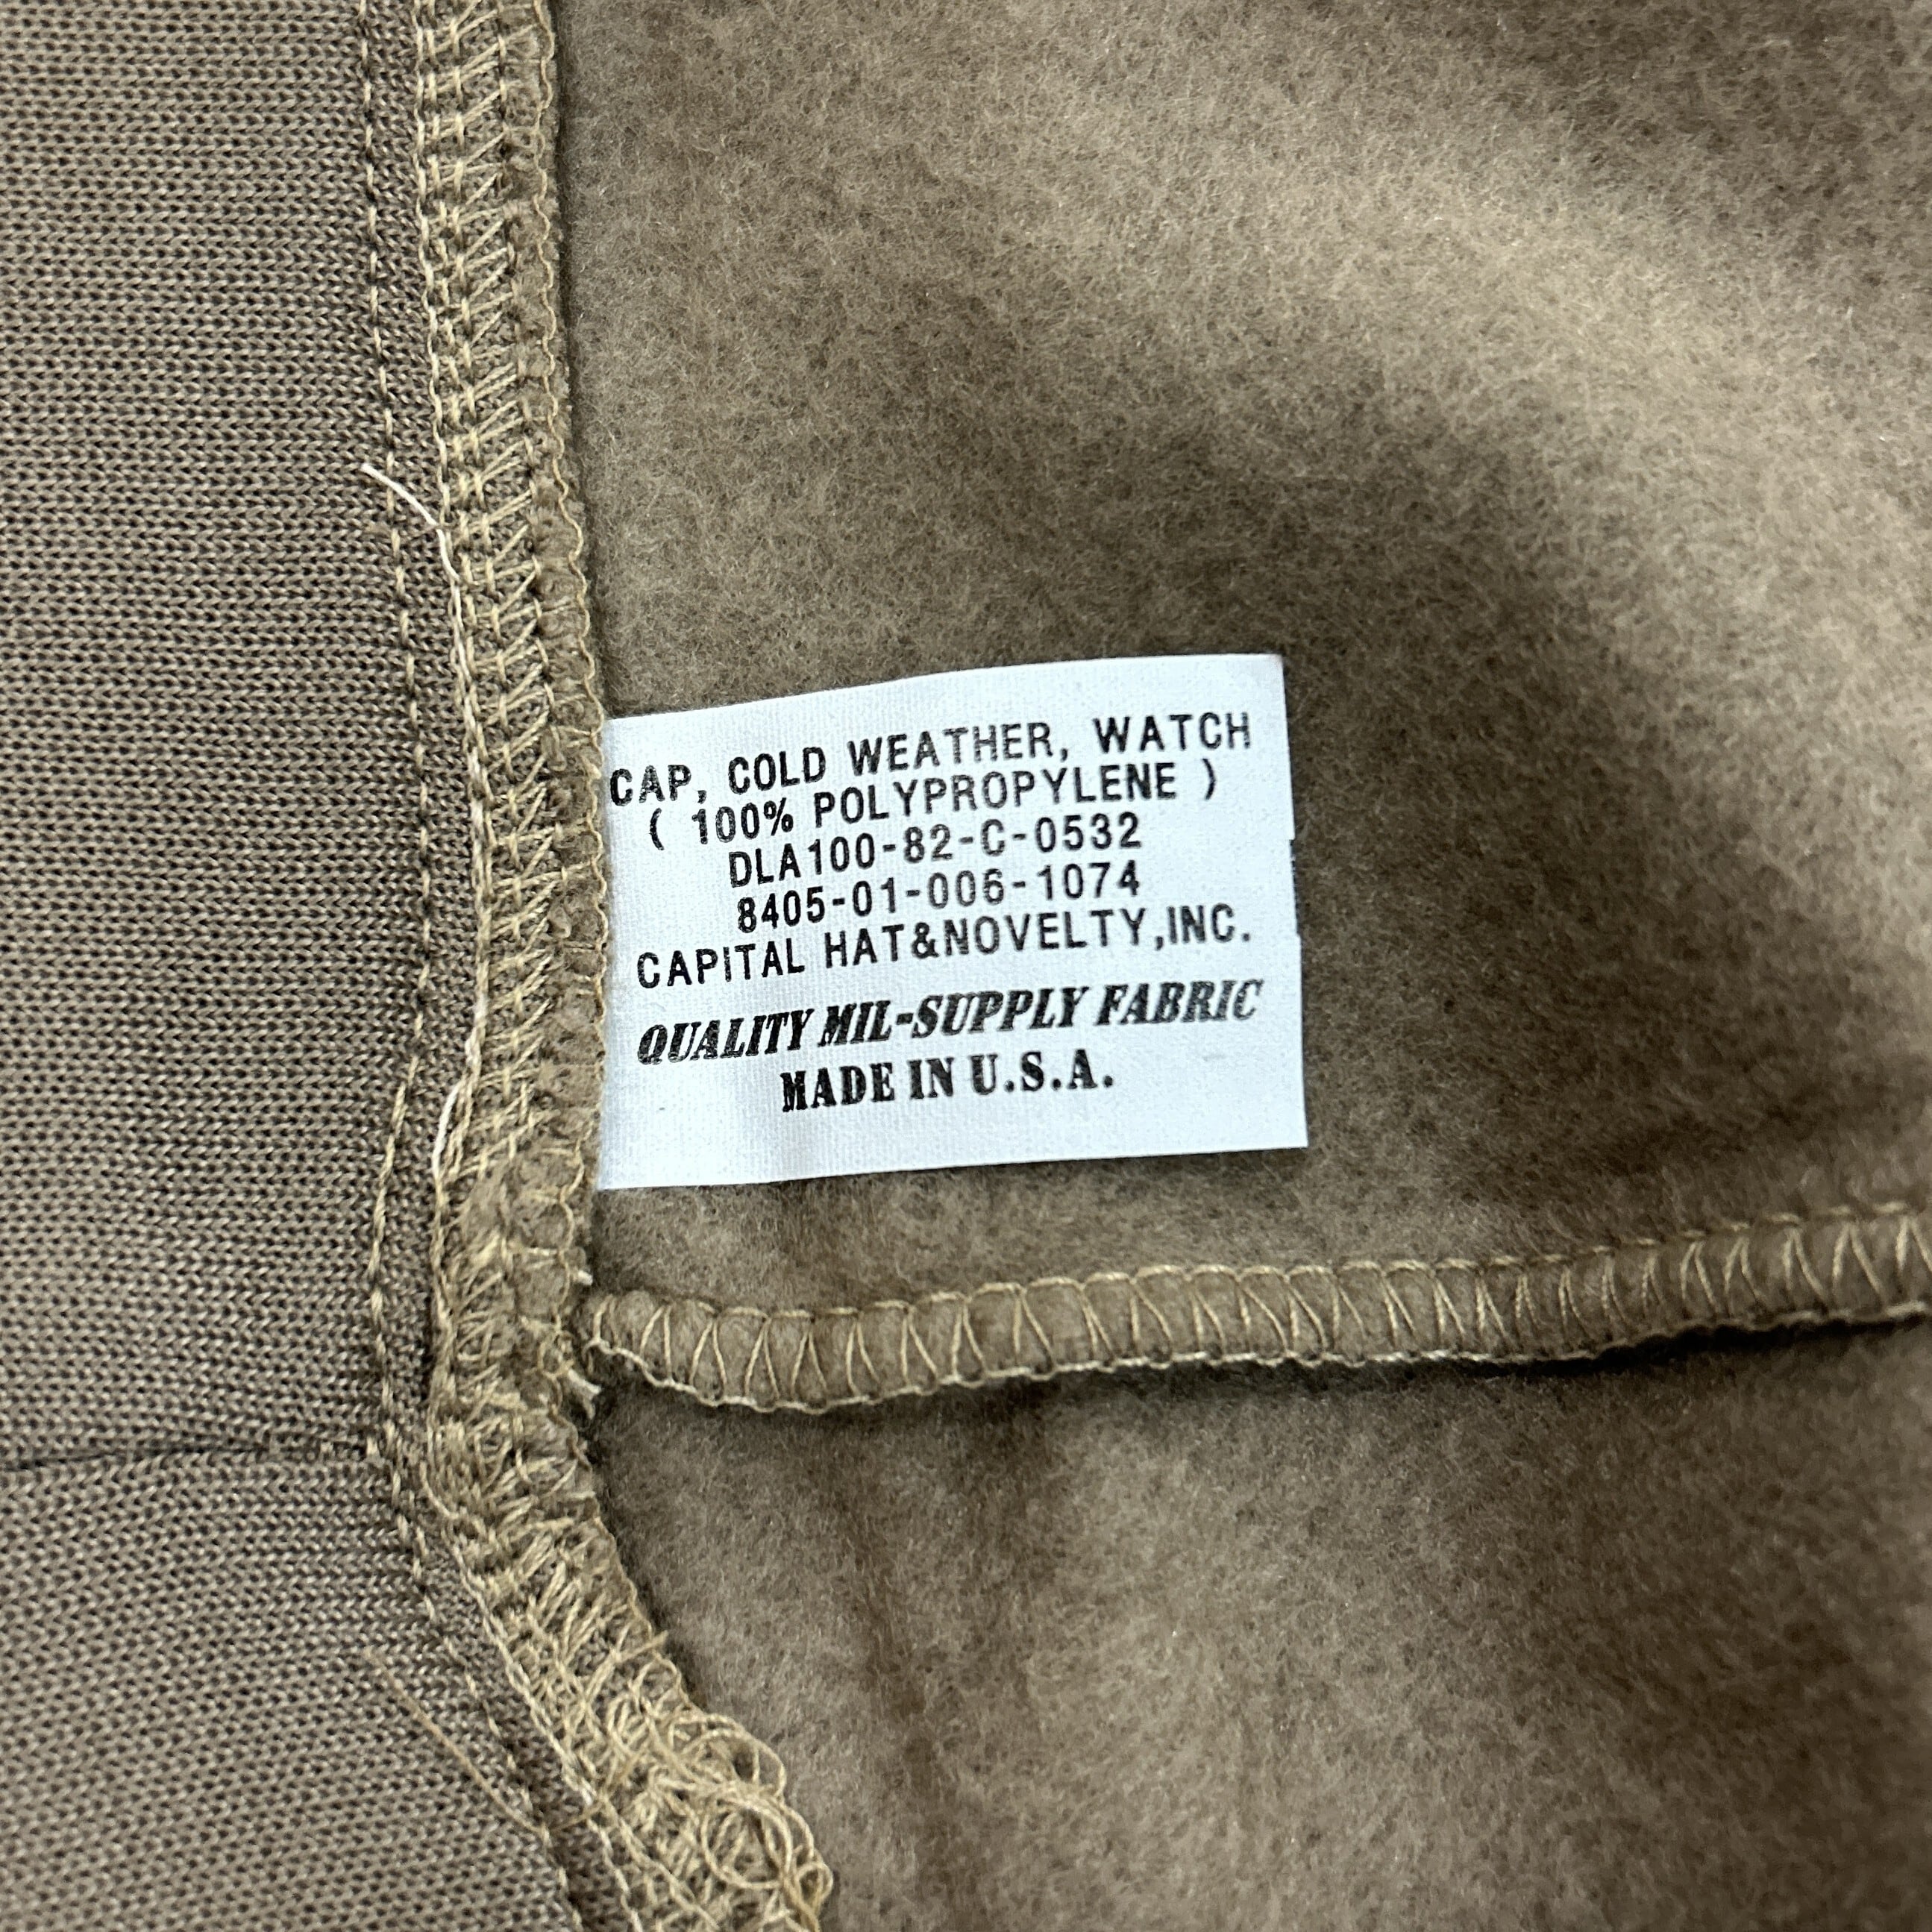 CAP, COLD WEATHER, WATCH
( 100% POLYPROPYLENE )
DLA100-82-C-0532
8405-01-006-1074
CAPITAL HAT&NOVELTY,INC.
QUALITY MIL-SUPPLY FABRIC
MADE IN U.S.A.